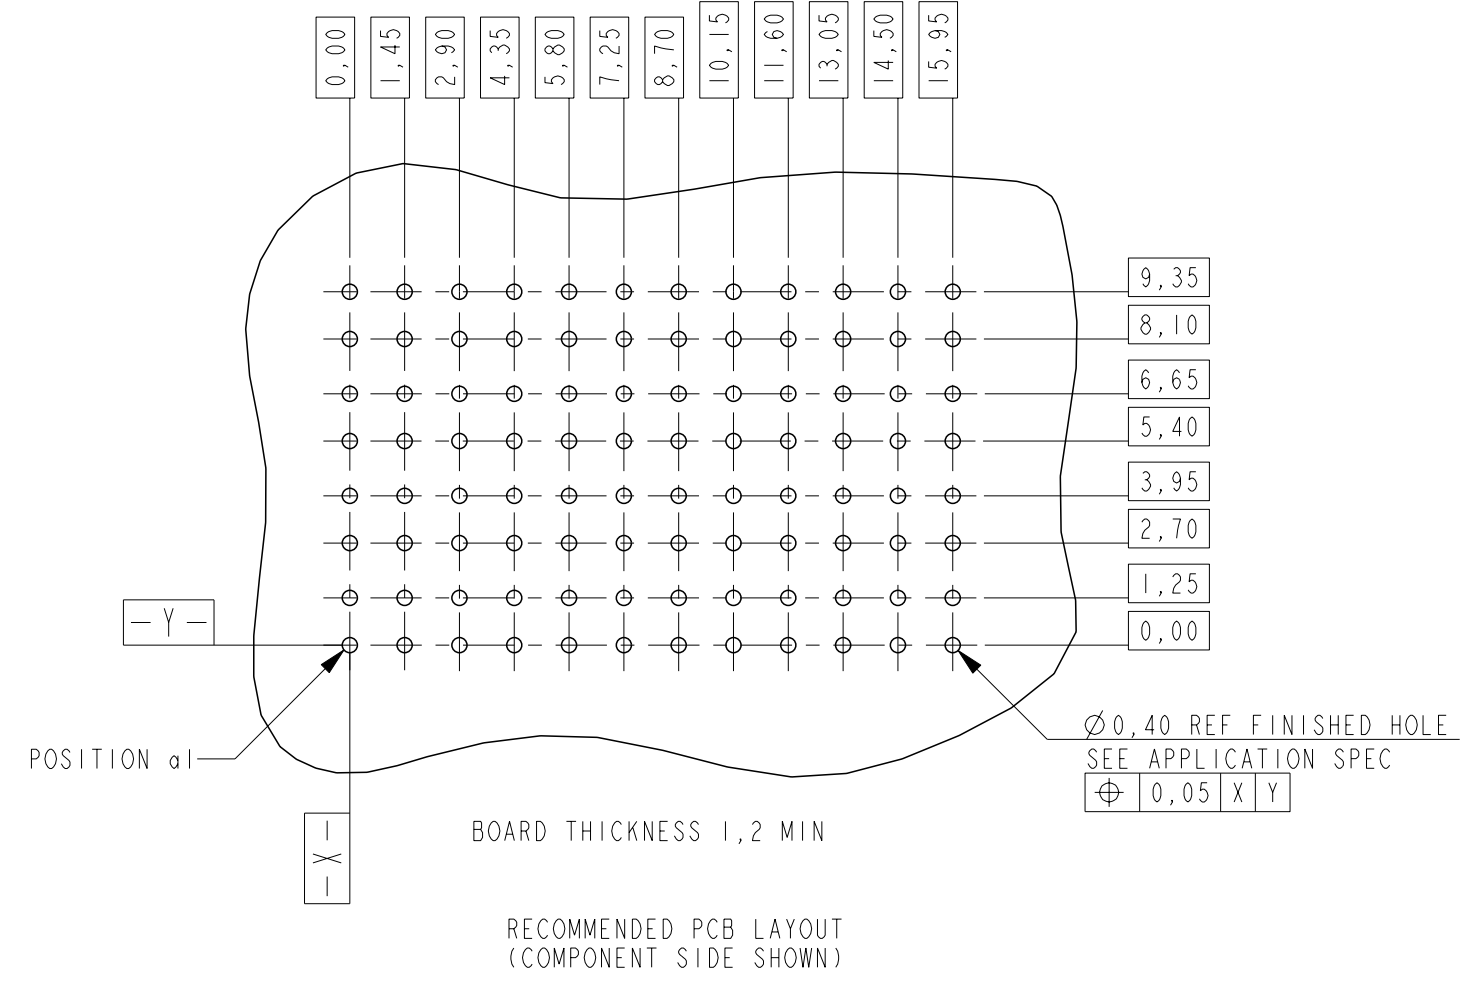 0,00
1,45
2,90
4,35
5,80
7,25
8,70
10,15
11,60
13,05
14,50
15,95
9,35
8,10
6,65
5,40
3,95
2,70
1,25
0,00
– Y –
POSITION a1
– X –
Ø0,40 REF FINISHED HOLE
SEE APPLICATION SPEC
⌖ 0,05 X Y
BOARD THICKNESS 1,2 MIN
RECOMMENDED PCB LAYOUT
(COMPONENT SIDE SHOWN)